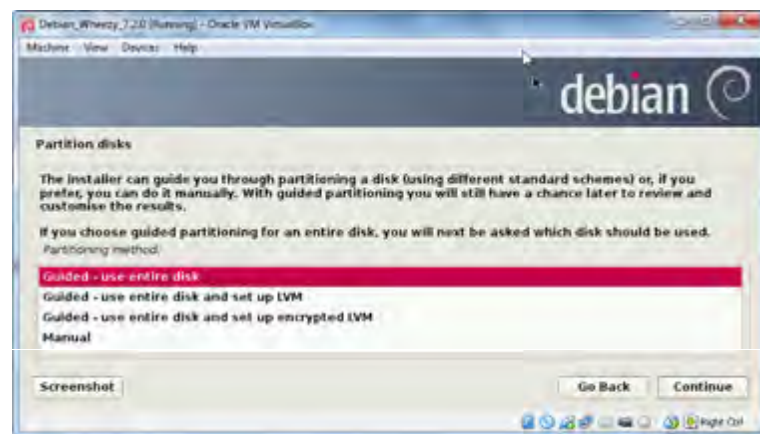 Debian_Wheezy_7.2.0 [Running] - Oracle VM VirtualBox
Machine View Devices Help
debian
Partition disks
The installer can guide you through partitioning a disk (using different standard schemes) or, if you
prefer, you can do it manually. With guided partitioning you will still have a chance later to review and
customise the results.
If you choose guided partitioning for an entire disk, you will next be asked which disk should be used.
Partitioning method:
Guided - use entire disk
Guided - use entire disk and set up LVM
Guided - use entire disk and set up encrypted LVM
Manual
Screenshot
Go Back
Continue
Right Ctrl